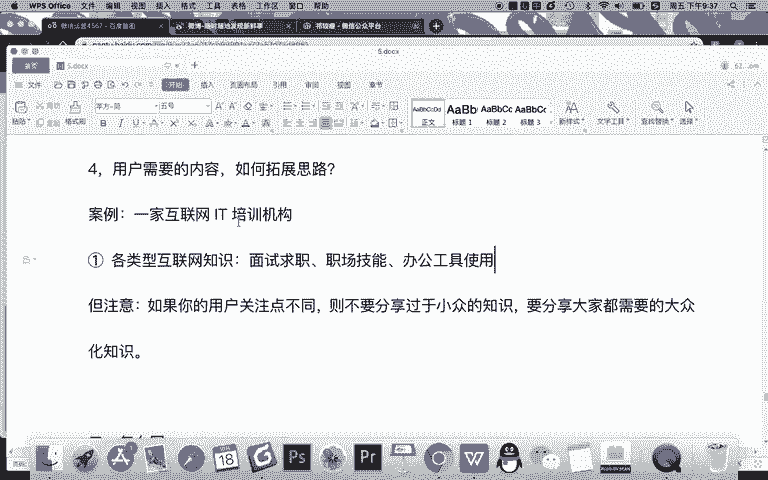 WPS Office 文件 编辑 视图 插入 格式 工具 表格 工作区 窗口 帮助
周五 下午9:37
5.docx
首页 5.docx
文件 开始 插入 页面布局 引用 审阅 视图 章节
粘贴 格式刷 五号 AaBbCcDd 正文 标题 1 标题 2 标题 3 新样式 文字工具 查找替换 选择
4，用户需要的内容，如何拓展思路？
案例：一家互联网 IT 培训机构
① 各类型互联网知识：面试求职、职场技能、办公工具使用
但注意：如果你的用户关注点不同，则不要分享过于小众的知识，要分享大家都需要的大众
化知识。
18 Ps Pr W